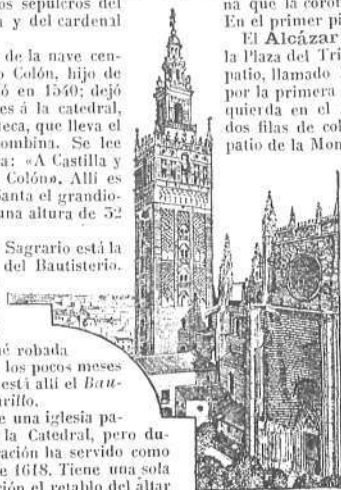 os sepulcros del
a y del cardenal
de la nave cen-
o Colón, hijo de
ó en 1540; dejó
es á la catedral,
eca, que lleva el
ombina. Se lee
a: «A Castilla y
Colón». Allí es
Santa el grandio-
una altura de 32
Sagrario está la
del Bautisterio.
é robada
los pocos meses
está allí el Bau-
urillo.
e una iglesia pa-
la Catedral, pero du-
ración ha servido como
e 1618. Tiene una sola
ción el retablo del altar
na que la coron
En el primer pi
El Alcázar
la Plaza del Tri
patio, llamado
por la primera
quierda en el
dos filas de col
patio de la Mon